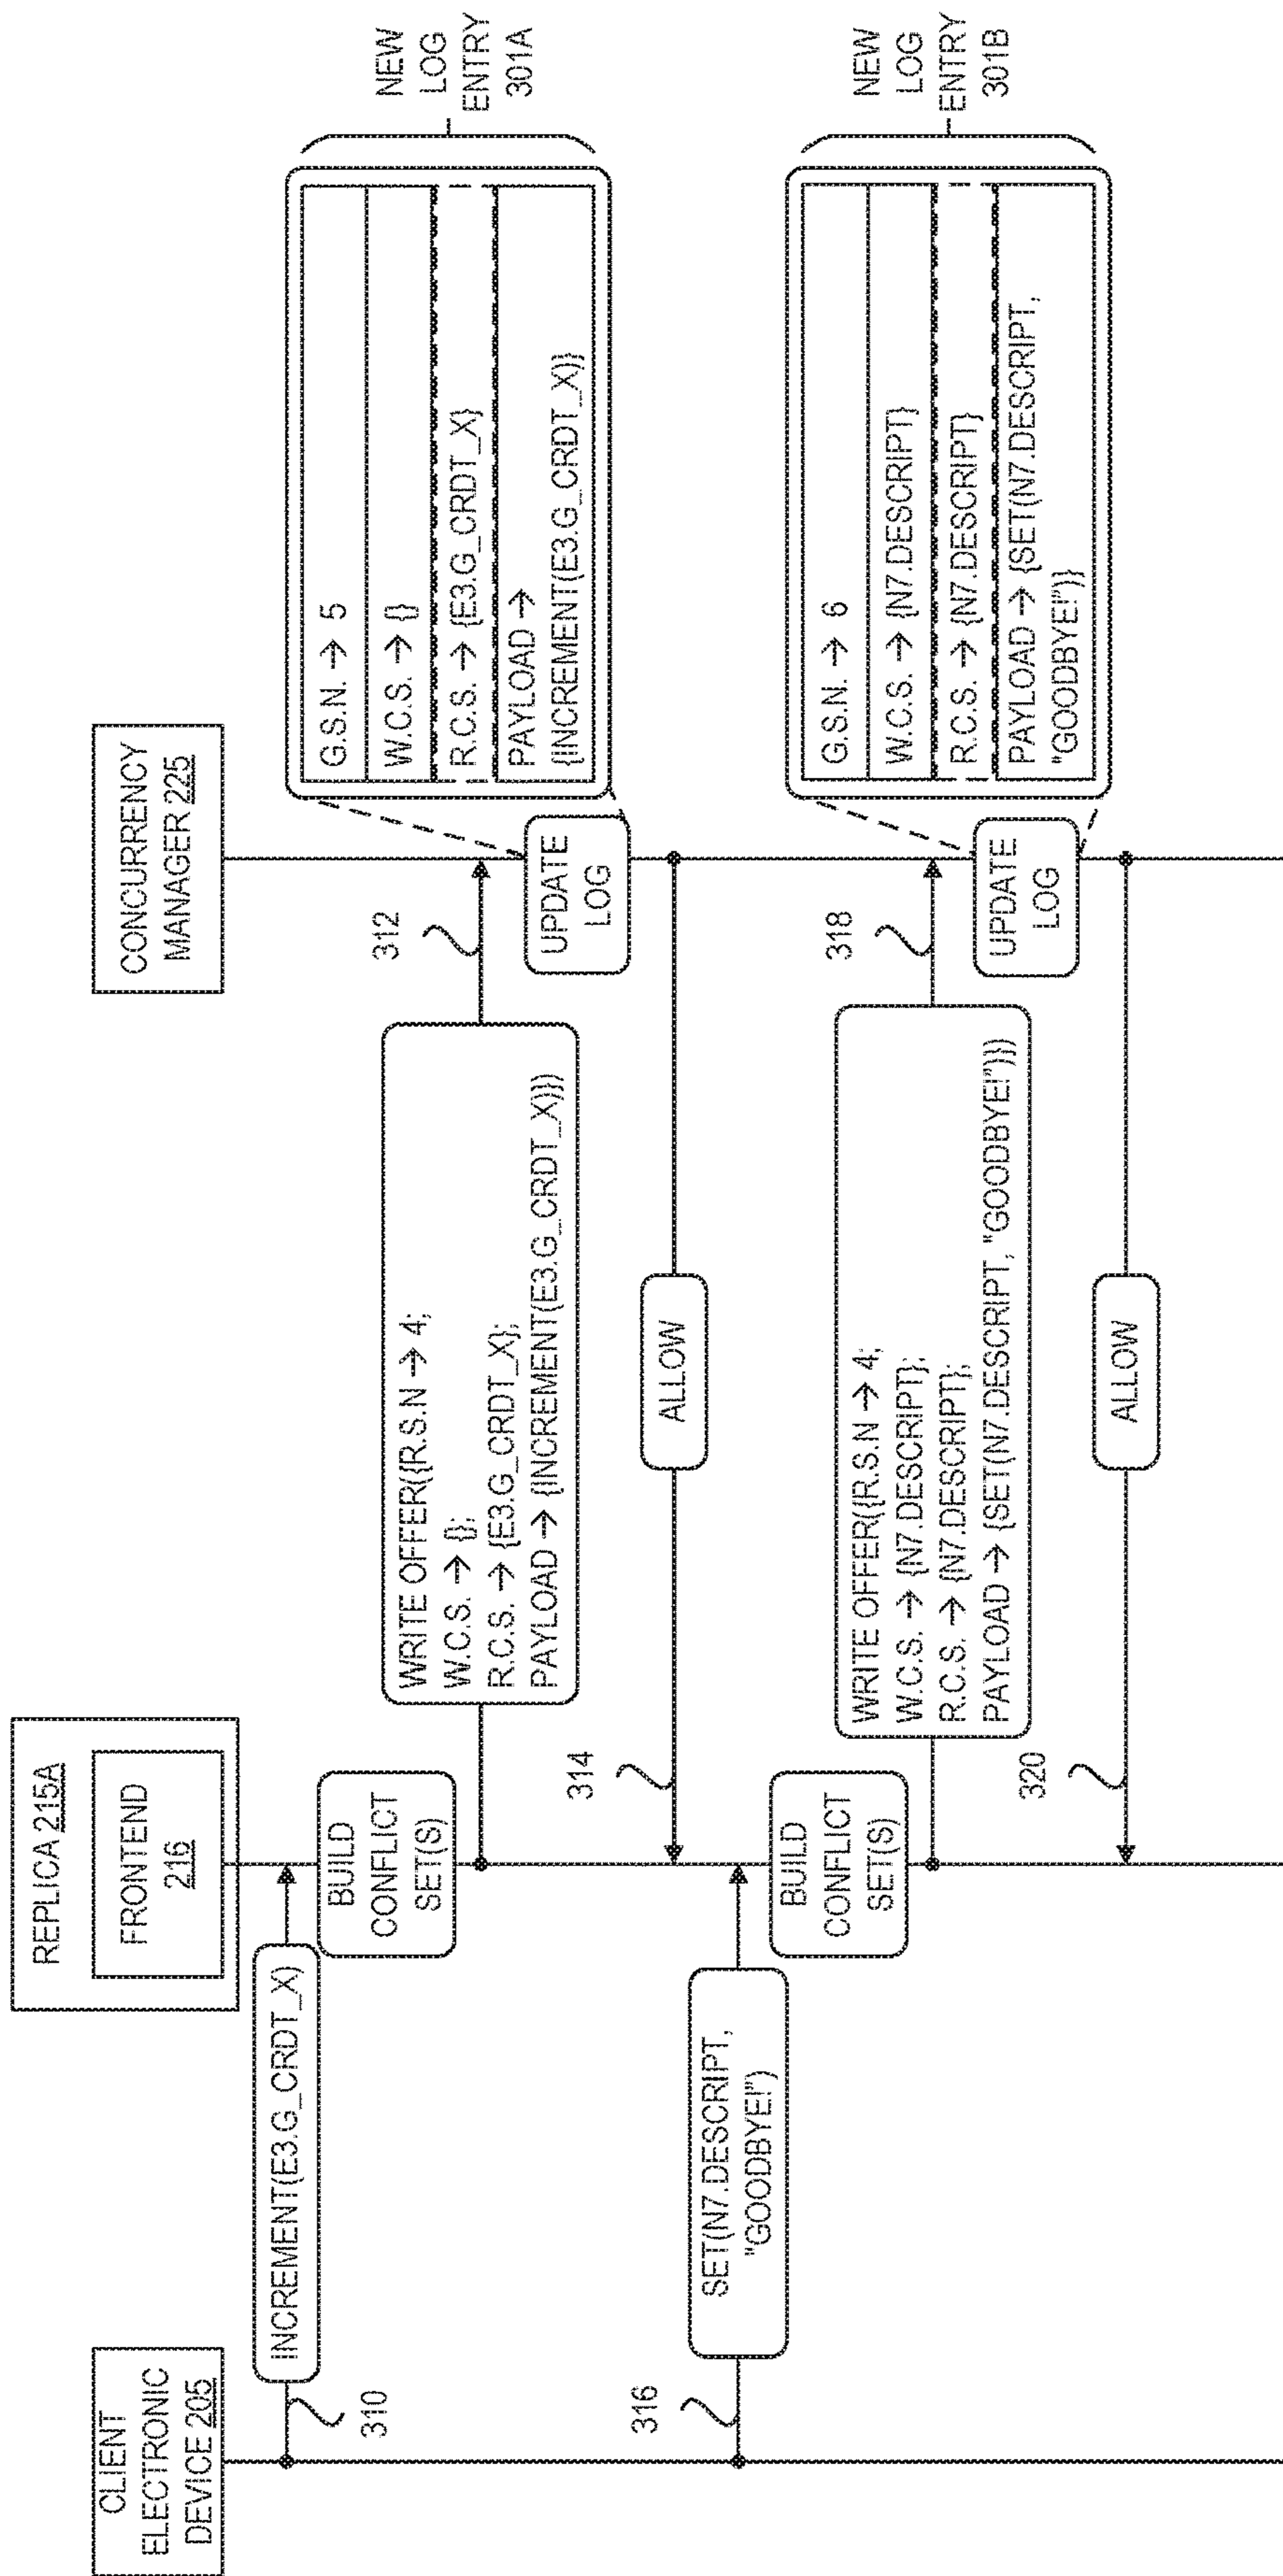 CLIENT
ELECTRONIC
DEVICE 205
REPLICA 215A
FRONTEND
216
CONCURRENCY
MANAGER 225
INCREMENT(E3.G_CRDT_X)
310
BUILD
CONFLICT
SET(S)
WRITE OFFER({R.S.N → 4;
W.C.S. → {};
R.C.S. → {E3.G_CRDT_X};
PAYLOAD → {INCREMENT(E3.G_CRDT_X)}})
312
UPDATE
LOG
G.S.N. → 5
W.C.S. → {}
R.C.S. → {E3.G_CRDT_X}
PAYLOAD →
{INCREMENT(E3.G_CRDT_X)}
NEW
LOG
ENTRY
301A
314
ALLOW
316
SET(N7.DESCRIPT,
"GOODBYE!")
BUILD
CONFLICT
SET(S)
WRITE OFFER({R.S.N → 4;
W.C.S. → {N7.DESCRIPT};
R.C.S. → {N7.DESCRIPT};
PAYLOAD → {SET(N7.DESCRIPT, "GOODBYE!")}})
318
UPDATE
LOG
G.S.N. → 6
W.C.S. → {N7.DESCRIPT}
R.C.S. → {N7.DESCRIPT}
PAYLOAD → {SET(N7.DESCRIPT,
"GOODBYE!")}
NEW
LOG
ENTRY
301B
320
ALLOW